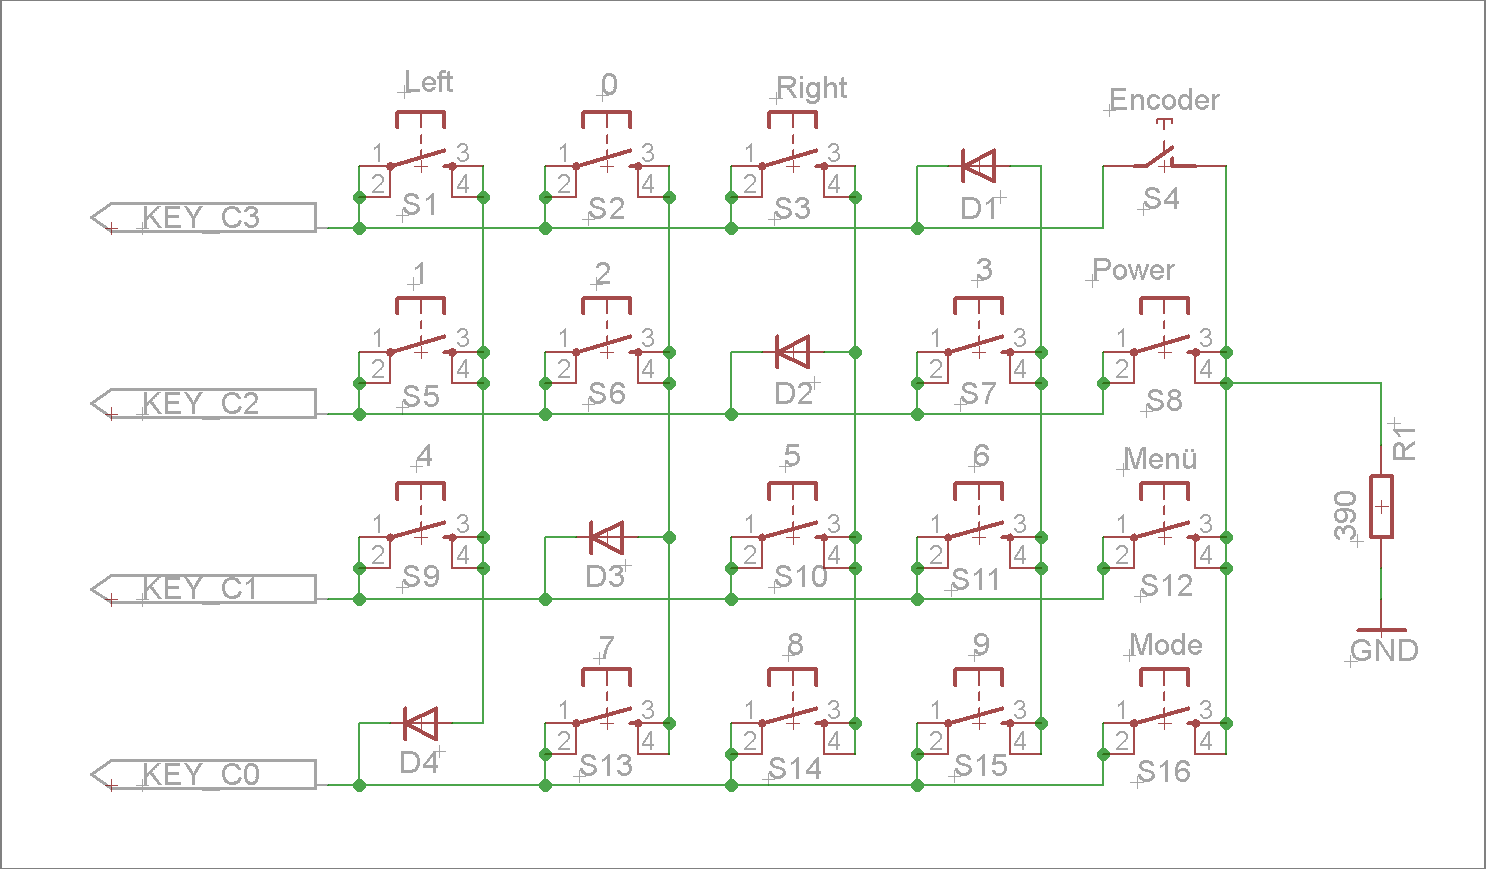 Left 0 Right Encoder
1 3 1 3 1 3
2 4 2 4 2 4
S1 S2 S3 D1 S4
KEY_C3
1 2 3 Power
1 3 1 3 1 3 1 3
2 4 2 4 2 4 2 4
S5 S6 D2 S7 S8
KEY_C2
R1
4 5 6 Menü
390
1 3 1 3 1 3 1 3
2 4 2 4 2 4 2 4
S9 D3 S10 S11 S12
KEY_C1
7 8 9 Mode
GND
1 3 1 3 1 3 1 3
2 4 2 4 2 4 2 4
D4 S13 S14 S15 S16
KEY_C0